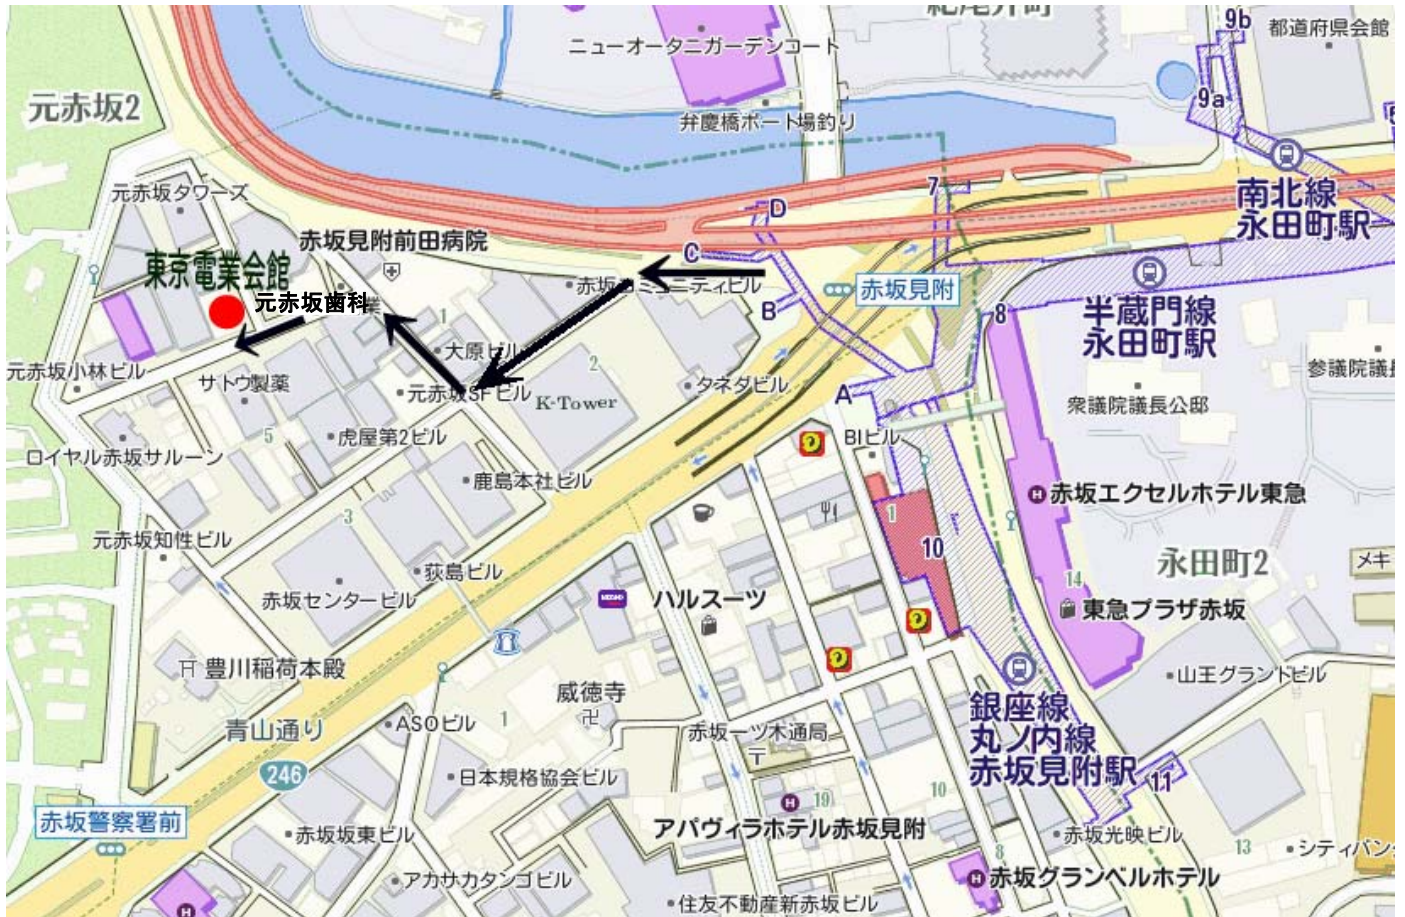 紀尾井町
9b
都道府県会館
ニューオータニガーデンコート
元赤坂2
9a
弁慶橋ボート場釣り
元赤坂タワーズ
7
南北線
永田町駅
D
赤坂見附前田病院
C
東京電業会館
赤坂コミュニティビル
赤坂見附
元赤坂歯科
業
B
半蔵門線
永田町駅
8
1
大原ビル
2
参議院議長
元赤坂小林ビル
サトウ製薬
元赤坂SFビル
K-Tower
タネダビル
A
衆議院議長公邸
5
虎屋第2ビル
BIビル
ロイヤル赤坂サルーン
鹿島本社ビル
赤坂エクセルホテル東急
3
1
元赤坂知性ビル
10
永田町2
メキ
荻島ビル
14
赤坂センタービル
ハルスーツ
東急プラザ赤坂
豊川稲荷本殿
山王グランドビル
威徳寺
銀座線
丸ノ内線
赤坂見附駅
青山通り
ASOビル
1
赤坂一ツ木通局
246
日本規格協会ビル
11
10
19
赤坂警察署前
赤坂坂東ビル
アパヴィラホテル赤坂見附
赤坂光映ビル
13
シティバンク
8
アカサカタンゴビル
赤坂グランベルホテル
住友不動産新赤坂ビル